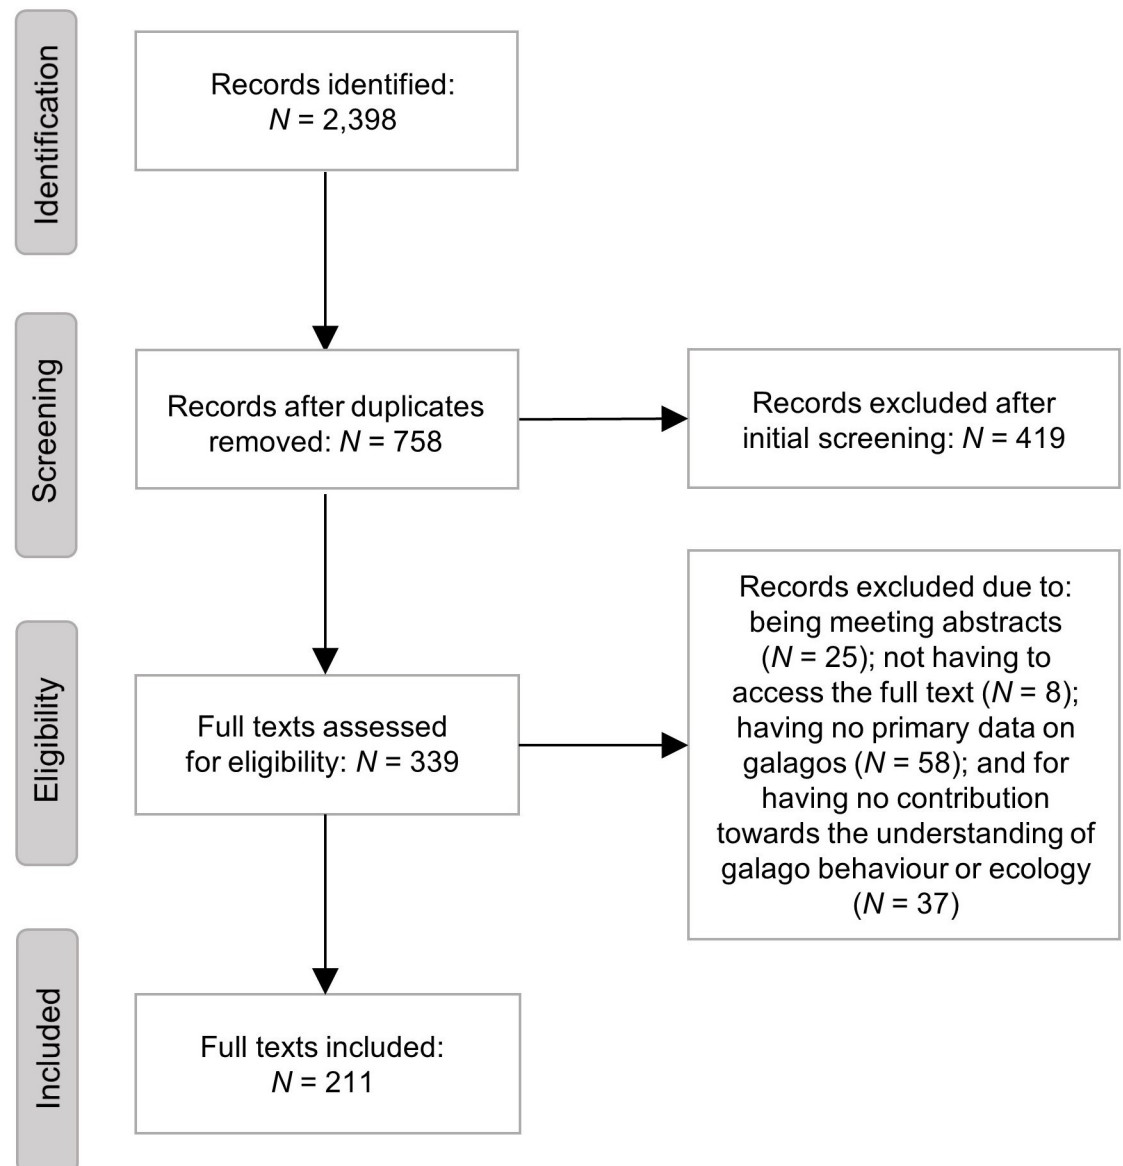 Identification
Records identified:
N = 2,398
Screening
Records after duplicates
removed: N = 758
Records excluded after
initial screening: N = 419
Eligibility
Full texts assessed
for eligibility: N = 339
Records excluded due to:
being meeting abstracts
(N = 25); not having to
access the full text (N = 8);
having no primary data on
galagos (N = 58); and for
having no contribution
towards the understanding of
galago behaviour or ecology
(N = 37)
Included
Full texts included:
N = 211